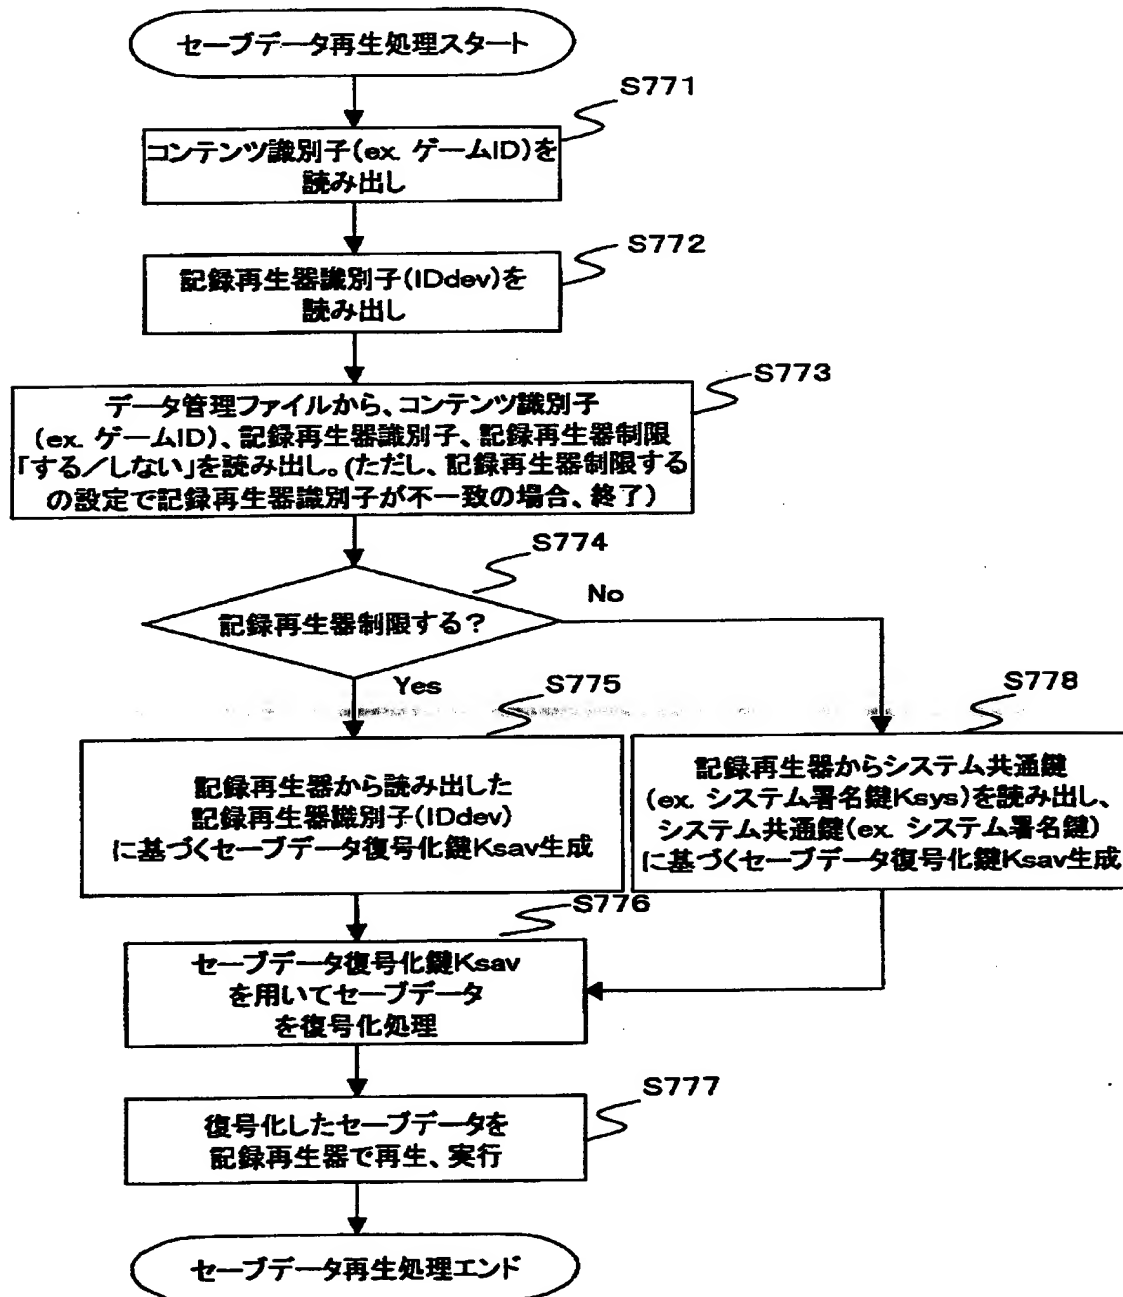 セーブデータ再生処理スタート
S771
コンテンツ識別子(ex. ゲームID)を
読み出し
S772
記録再生器識別子(IDdev)を
読み出し
S773
データ管理ファイルから、コンテンツ識別子
(ex. ゲームID)、記録再生器識別子、記録再生器制限
「する／しない」を読み出し。(ただし、記録再生器制限する
の設定で記録再生器識別子が不一致の場合、終了)
S774
記録再生器制限する?
No
Yes
S775
記録再生器から読み出した
記録再生器識別子(IDdev)
に基づくセーブデータ復号化鍵Ksav生成
S778
記録再生器からシステム共通鍵
(ex. システム署名鍵Ksys)を読み出し、
システム共通鍵(ex. システム署名鍵)
に基づくセーブデータ復号化鍵Ksav生成
S776
セーブデータ復号化鍵Ksav
を用いてセーブデータ
を復号化処理
S777
復号化したセーブデータを
記録再生器で再生、実行
セーブデータ再生処理エンド